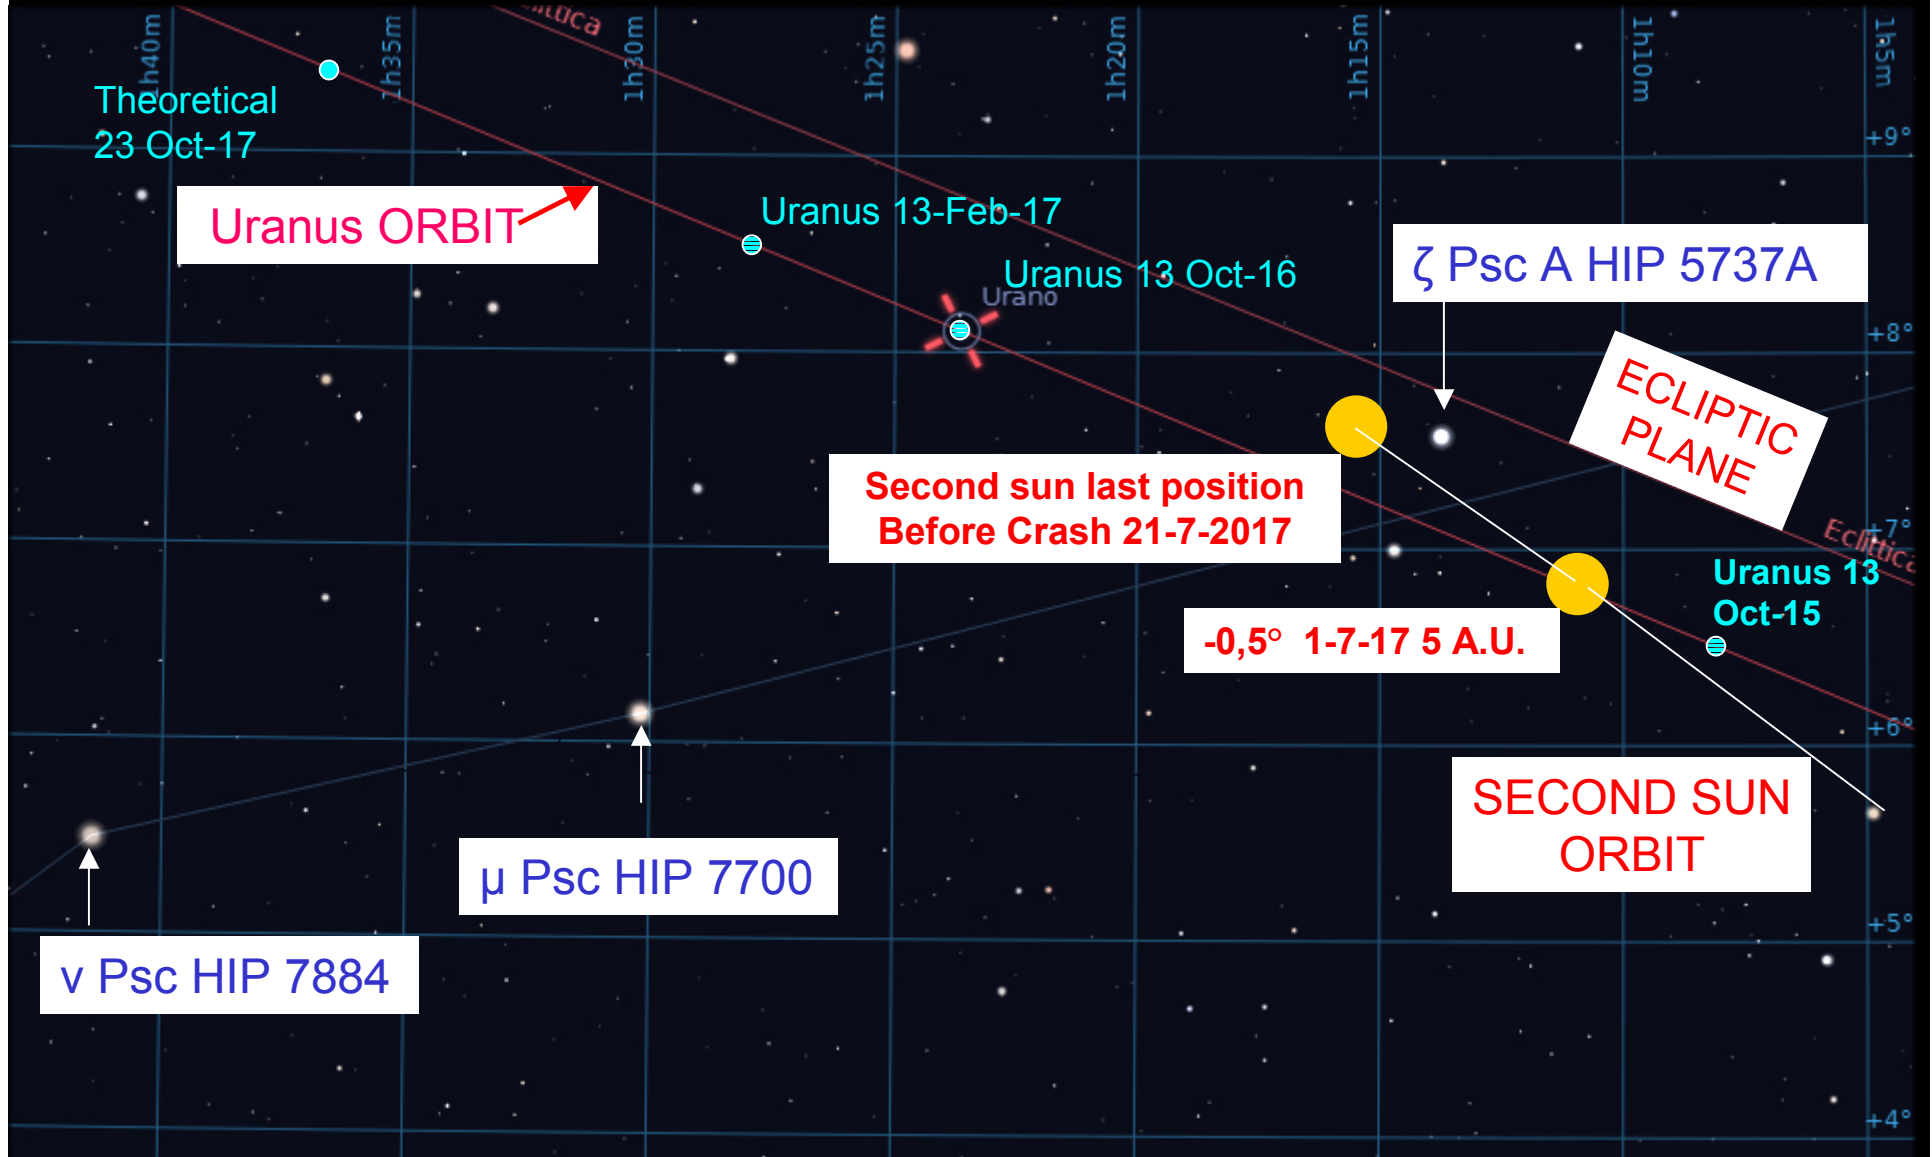 1h40m
1h35m
1h30m
1h25m
1h20m
1h15m
1h10m
1h5m
Theoretical
23 Oct-17
+9°
Uranus ORBIT
Uranus 13-Feb-17
Uranus 13 Oct-16
Urano
ζ Psc A HIP 5737A
+8°
ECLIPTIC
PLANE
Second sun last position
Before Crash 21-7-2017
+7°
Uranus 13
Oct-15
-0,5° 1-7-17 5 A.U.
+6°
SECOND SUN
ORBIT
μ Psc HIP 7700
+5°
ν Psc HIP 7884
+4°